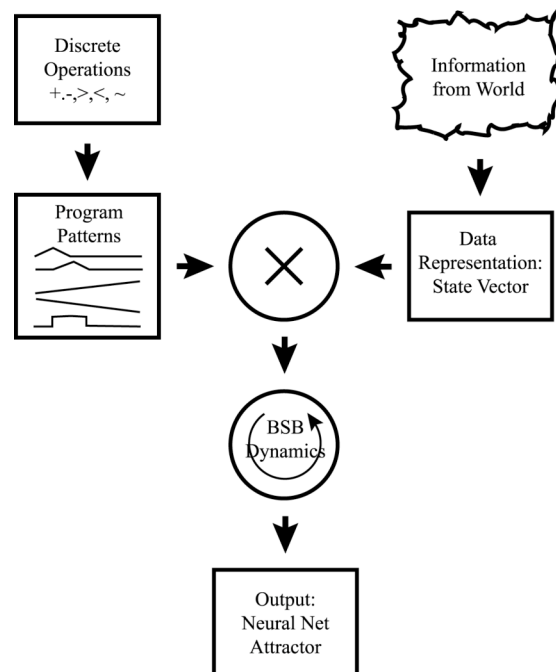 Discrete
Operations
+.-,>,<, ~
Information
from World
Program
Patterns
Data
Representation:
State Vector
BSB
Dynamics
Output:
Neural Net
Attractor